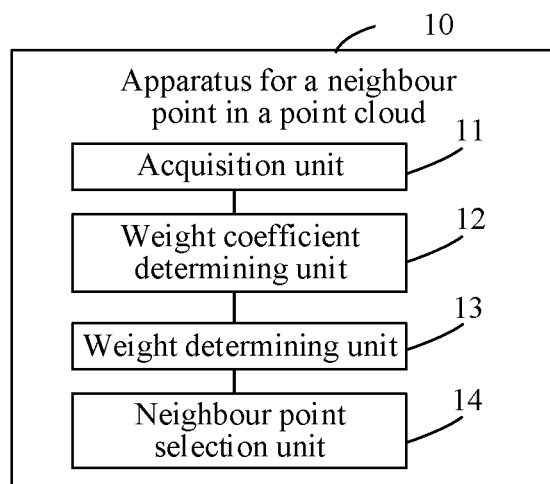 10
Apparatus for a neighbour
point in a point cloud
11
Acquisition unit
12
Weight coefficient
determining unit
13
Weight determining unit
Neighbour point
selection unit
14